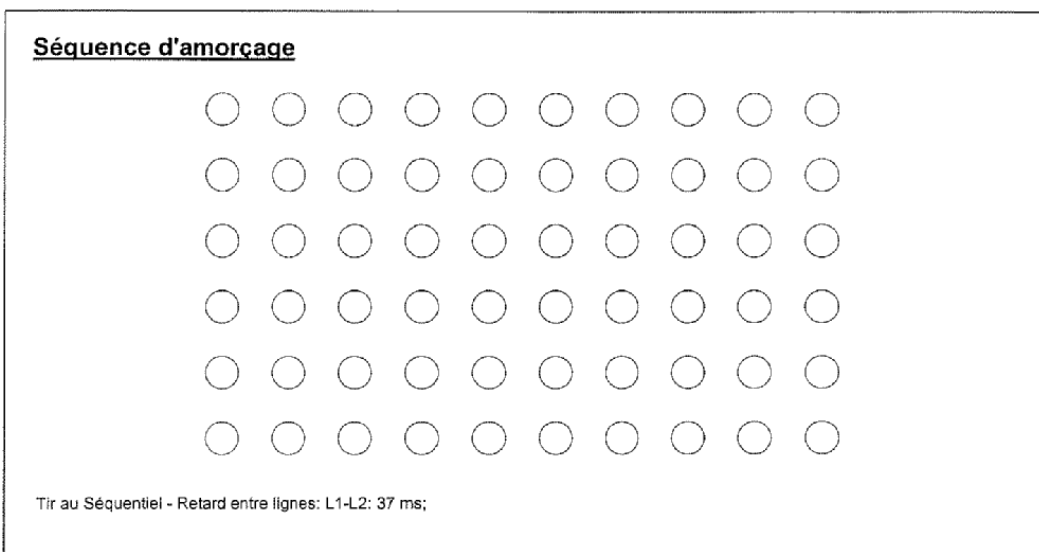 Séquence d'amorçage
Tir au Séquentiel - Retard entre lignes: L1-L2: 37 ms;